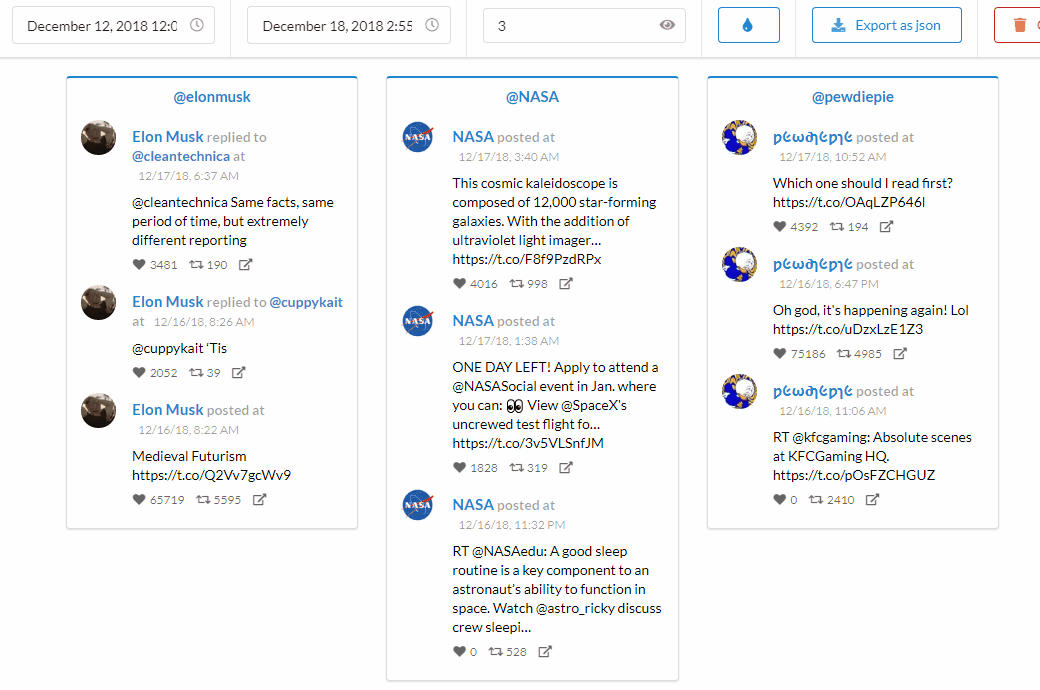 December 12, 2018 12:0
December 18, 2018 2:55
3
Export as json
@elonmusk
Elon Musk replied to
@cleantechnica at
12/17/18, 6:37 AM
@cleantechnica Same facts, same
period of time, but extremely
different reporting
3481 190
Elon Musk replied to @cuppykait
at 12/16/18, 8:26 AM
@cuppykait ‘Tis
2052 39
Elon Musk posted at
12/16/18, 8:22 AM
Medieval Futurism
https://t.co/Q2Vv7gcWv9
65719 5595
@NASA
NASA
NASA posted at
12/17/18, 3:40 AM
This cosmic kaleidoscope is
composed of 12,000 star-forming
galaxies. With the addition of
ultraviolet light imager…
https://t.co/F8f9PzdRPx
4016 998
NASA
NASA posted at
12/17/18, 1:38 AM
ONE DAY LEFT! Apply to attend a
@NASASocial event in Jan. where
you can: 👀 View @SpaceX's
uncrewed test flight fo…
https://t.co/3v5VLSnfJM
1828 319
NASA
NASA posted at
12/16/18, 11:32 PM
RT @NASAedu: A good sleep
routine is a key component to an
astronaut’s ability to function in
space. Watch @astro_ricky discuss
crew sleepi…
0 528
@pewdiepie
posted at
12/17/18, 10:52 AM
Which one should I read first?
https://t.co/OAqLZP646l
4392 194
posted at
12/16/18, 6:47 PM
Oh god, it's happening again! Lol
https://t.co/uDzxLzE1Z3
75186 4985
posted at
12/16/18, 11:06 AM
RT @kfcgaming: Absolute scenes
at KFCGaming HQ.
https://t.co/pOsFZCHGUZ
0 2410